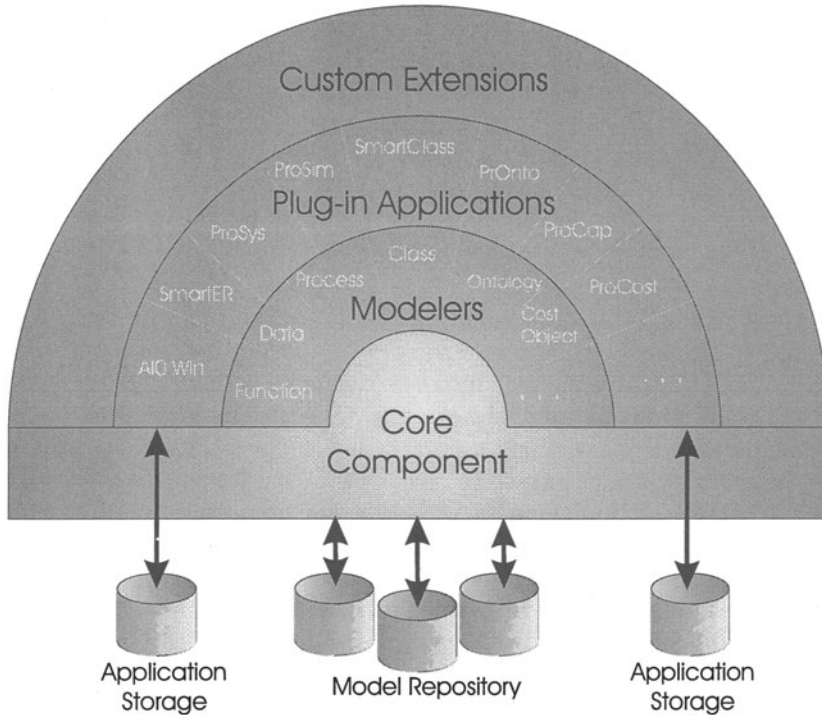 Custom Extensions
SmartClass
ProSim
PrOnto
Plug-in Applications
ProSys
ProCap
Class
Process
Ontology
SmartER
ProCost
Modelers
Cost
Object
Data
AI0 Win
Function
. . .
. . .
Core
Component
Application
Storage
Model Repository
Application
Storage